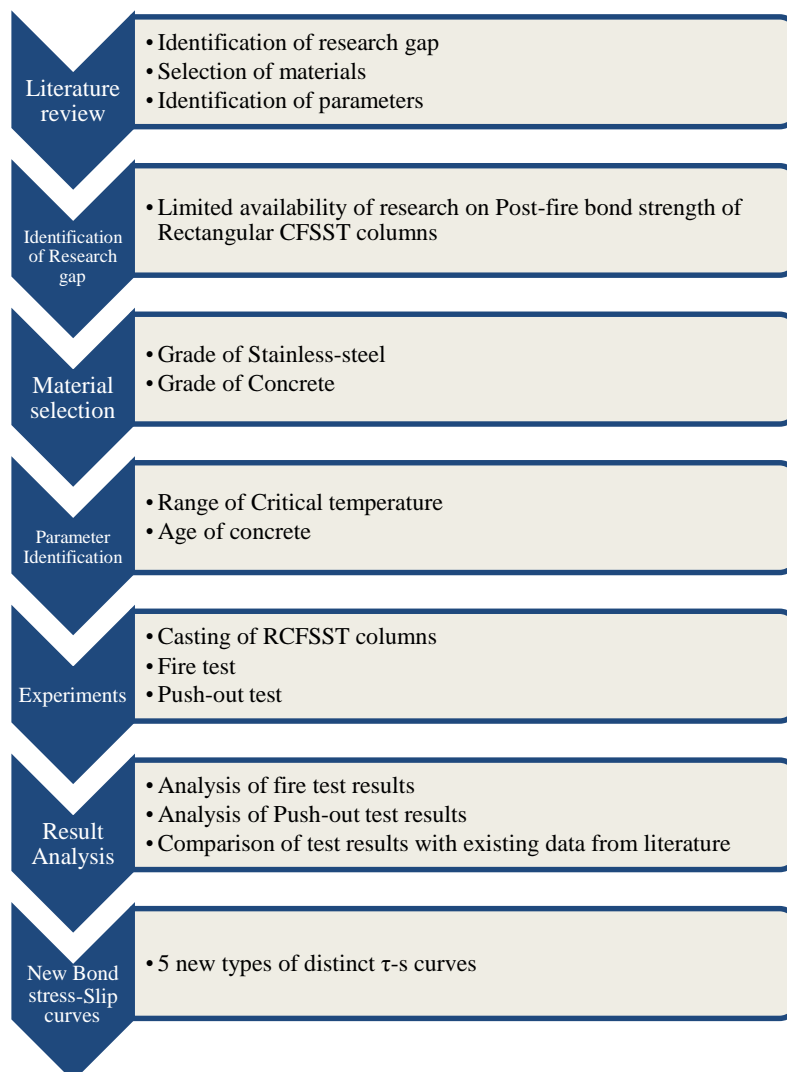 Literature
review
• Identification of research gap
• Selection of materials
• Identification of parameters
Identification
of Research
gap
• Limited availability of research on Post-fire bond strength of
Rectangular CFSST columns
Material
selection
• Grade of Stainless-steel
• Grade of Concrete
Parameter
Identification
• Range of Critical temperature
• Age of concrete
Experiments
• Casting of RCFSST columns
• Fire test
• Push-out test
Result
Analysis
• Analysis of fire test results
• Analysis of Push-out test results
• Comparison of test results with existing data from literature
New Bond
stress-Slip
curves
• 5 new types of distinct τ-s curves